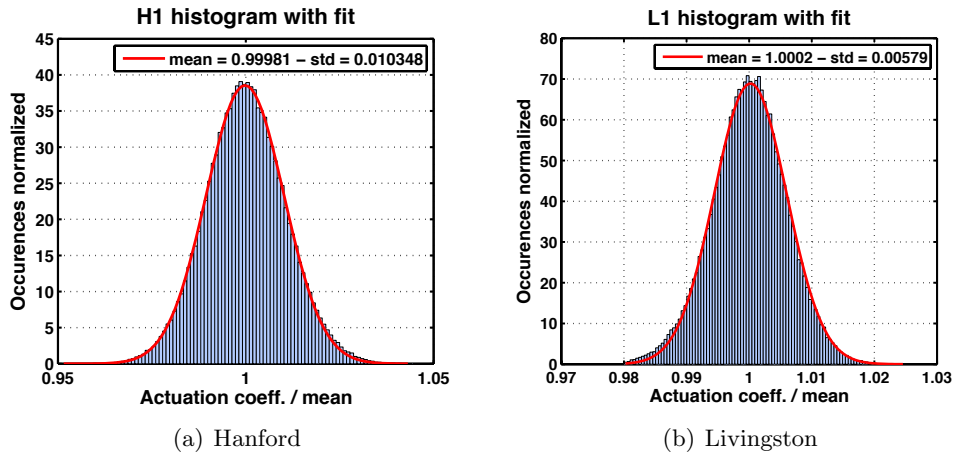 H1 histogram with fit
mean = 0.99981 − std = 0.010348
Occurences normalized
45
40
35
30
25
20
15
10
5
0
0.95
1
1.05
Actuation coeff. / mean
(a) Hanford
L1 histogram with fit
mean = 1.0002 − std = 0.00579
Occurences normalized
80
70
60
50
40
30
20
10
0
0.97
0.98
0.99
1
1.01
1.02
1.03
Actuation coeff. / mean
(b) Livingston